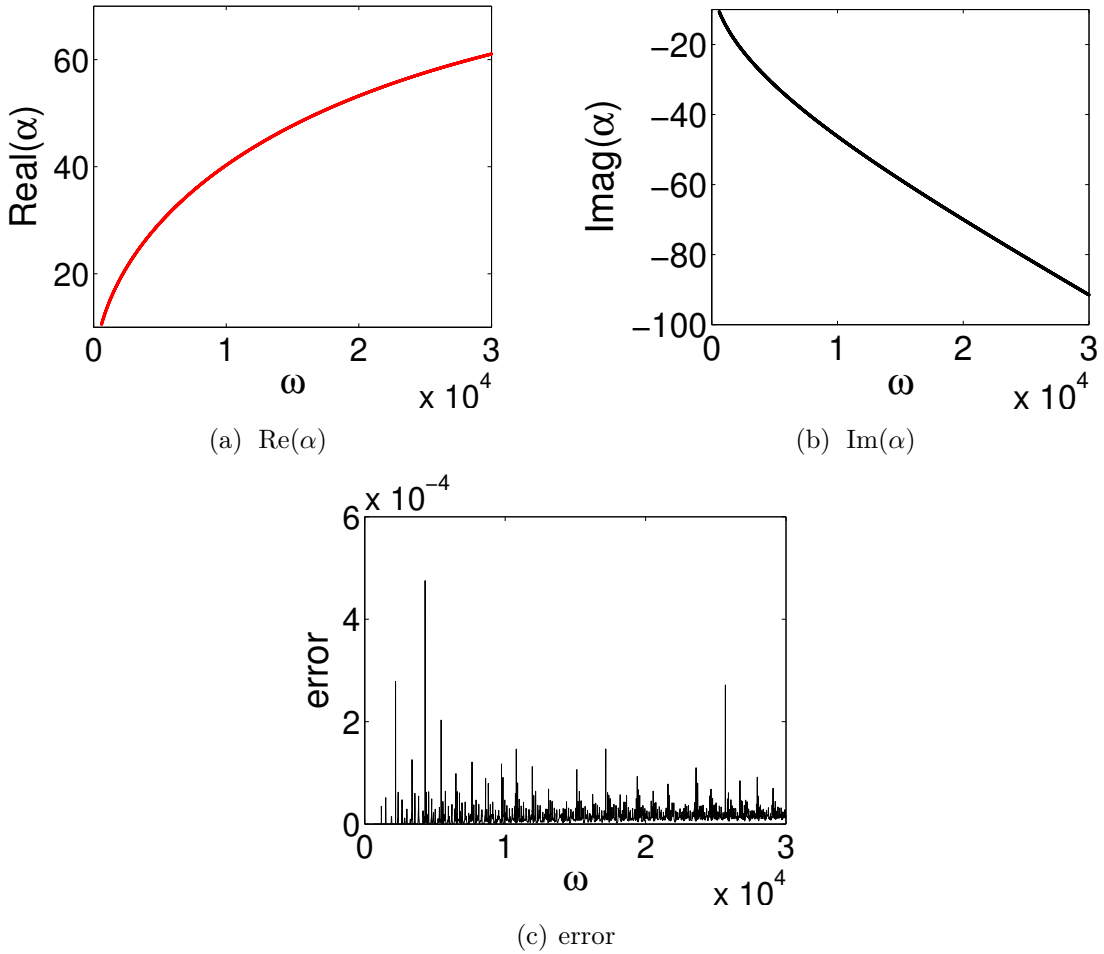 Real(α)
60
40
20
0
1
2
3
ω
x 10^4
(a) Re(α)
Imag(α)
−20
−40
−60
−80
−100
0
1
2
3
ω
x 10^4
(b) Im(α)
x 10^−4
error
6
4
2
0
0
1
2
3
ω
x 10^4
(c) error